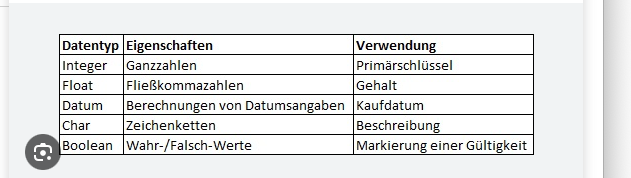 Datentyp Eigenschaften Verwendung
Integer Ganzzahlen Primärschlüssel
Float Fließkommazahlen Gehalt
Datum Berechnungen von Datumsangaben Kaufdatum
Char Zeichenketten Beschreibung
Boolean Wahr-/Falsch-Werte Markierung einer Gültigkeit